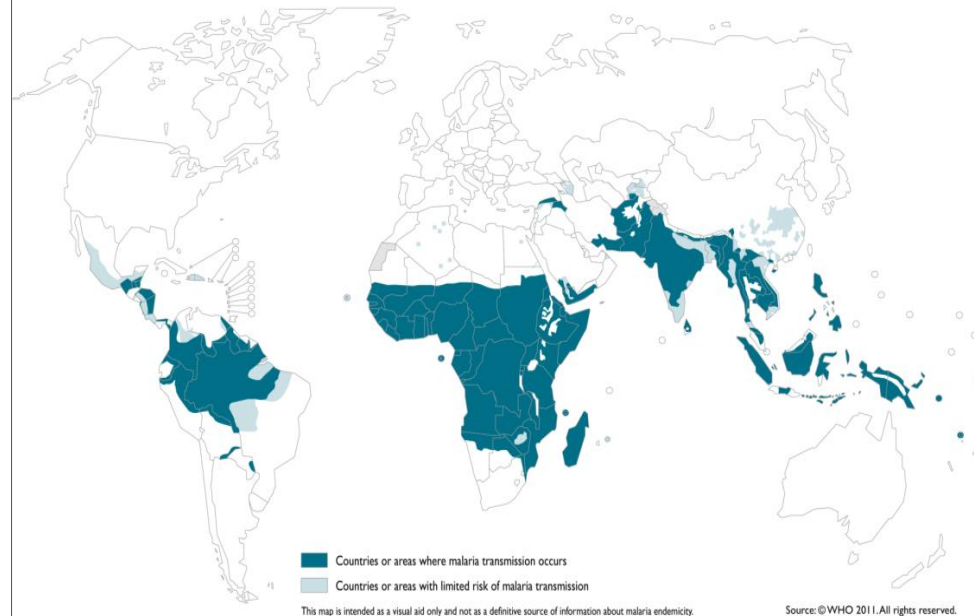 Countries or areas where malaria transmission occurs
Countries or areas with limited risk of malaria transmission
This map is intended as a visual aid only and not as a definitive source of information about malaria endemicity.
Source: © WHO 2011. All rights reserved.